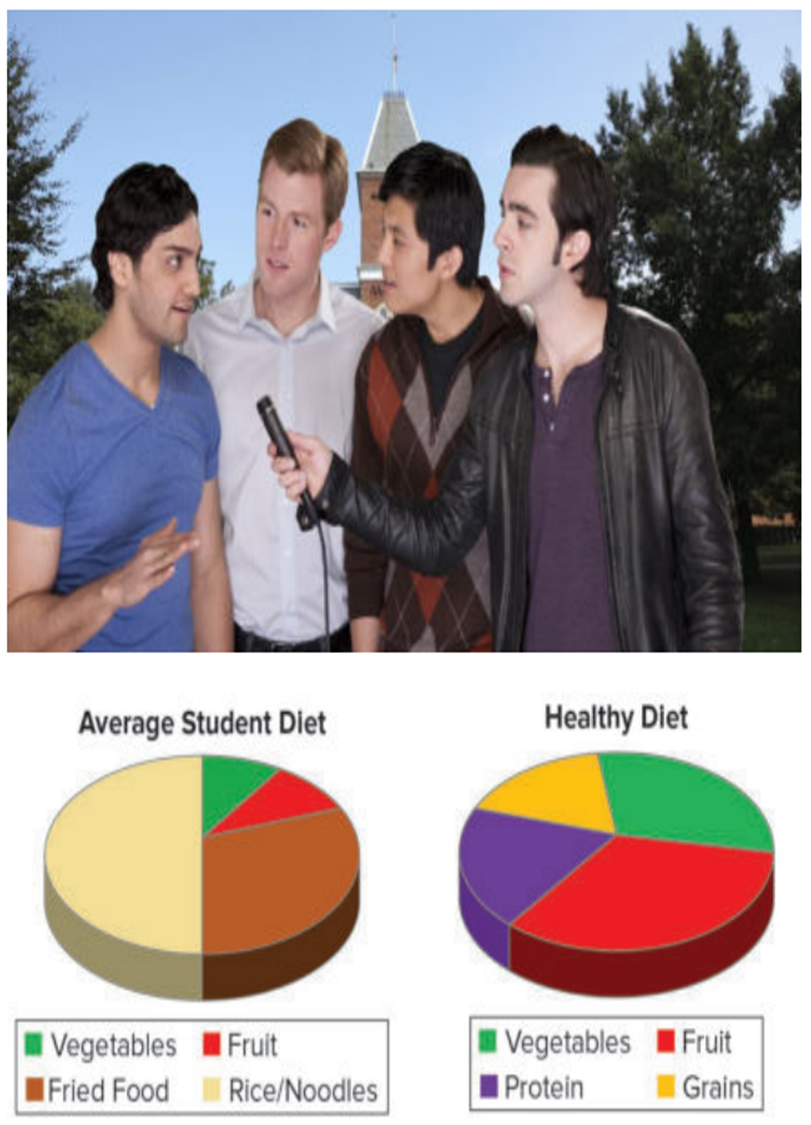 Average Student Diet
Vegetables Fruit
Fried Food Rice/Noodles
Healthy Diet
Vegetables Fruit
Protein Grains